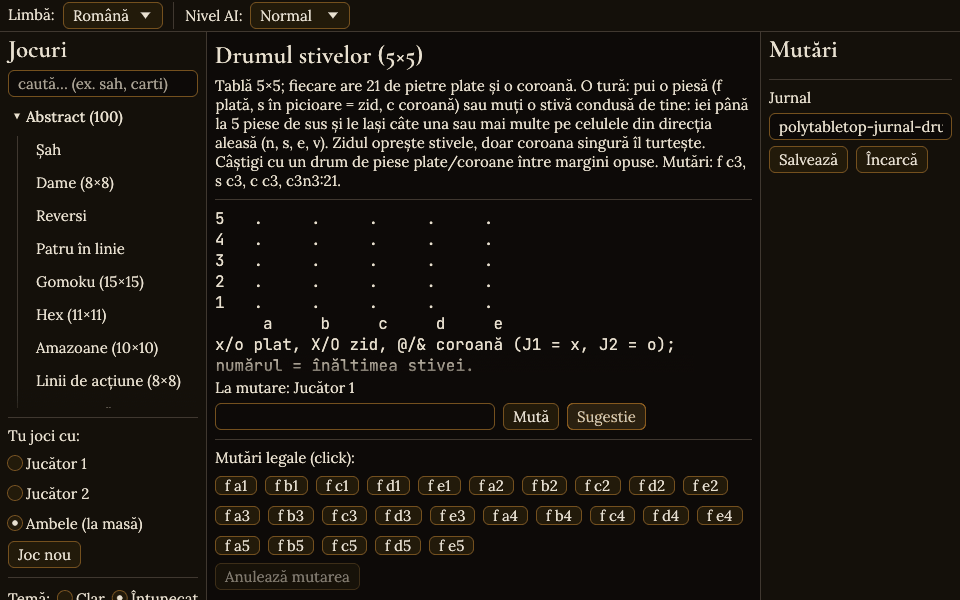 Limbă: Română ▼ Nivel AI: Normal ▼
Jocuri
caută... (ex. sah, carti)
▼ Abstract (100)
Șah
Dame (8×8)
Reversi
Patru în linie
Gomoku (15×15)
Hex (11×11)
Amazoane (10×10)
Linii de acțiune (8×8)
Tu joci cu:
Jucător 1
Jucător 2
Ambele (la masă)
Joc nou
Temă: Clar Întunecat
Drumul stivelor (5×5)
Tablă 5×5; fiecare are 21 de pietre plate și o coroană. O tură: pui o piesă (f
plată, s în picioare = zid, c coroană) sau muți o stivă condusă de tine: iei până
la 5 piese de sus și le lași câte una sau mai multe pe celulele din direcția
aleasă (n, s, e, v). Zidul oprește stivele, doar coroana singură îl turtește.
Câștigi cu un drum de piese plate/coroane între margini opuse. Mutări: f c3,
s c3, c c3, c3n3:21.
5 . . . . .
4 . . . . .
3 . . . . .
2 . . . . .
1 . . . . .
a b c d e
x/o plat, X/O zid, @/& coroană (J1 = x, J2 = o);
numărul = înălțimea stivei.
La mutare: Jucător 1
Mută Sugestie
Mutări legale (click):
f a1 f b1 f c1 f d1 f e1 f a2 f b2 f c2 f d2 f e2
f a3 f b3 f c3 f d3 f e3 f a4 f b4 f c4 f d4 f e4
f a5 f b5 f c5 f d5 f e5
Anulează mutarea
Mutări
Jurnal
polytabletop-jurnal-dru
Salvează Încarcă